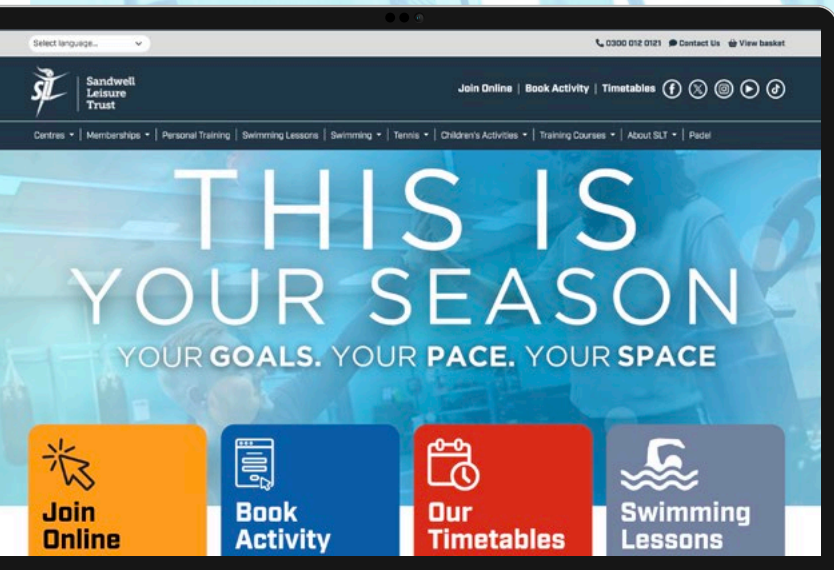 Select language...
0300 012 0121 Contact Us View basket
SLT
Sandwell
Leisure
Trust
Join Online | Book Activity | Timetables
Centres | Memberships | Personal Training | Swimming Lessons | Swimming | Tennis | Children's Activities | Training Courses | About SLT | Padel
THIS IS
YOUR SEASON
YOUR GOALS. YOUR PACE. YOUR SPACE
Join
Online
Book
Activity
Our
Timetables
Swimming
Lessons